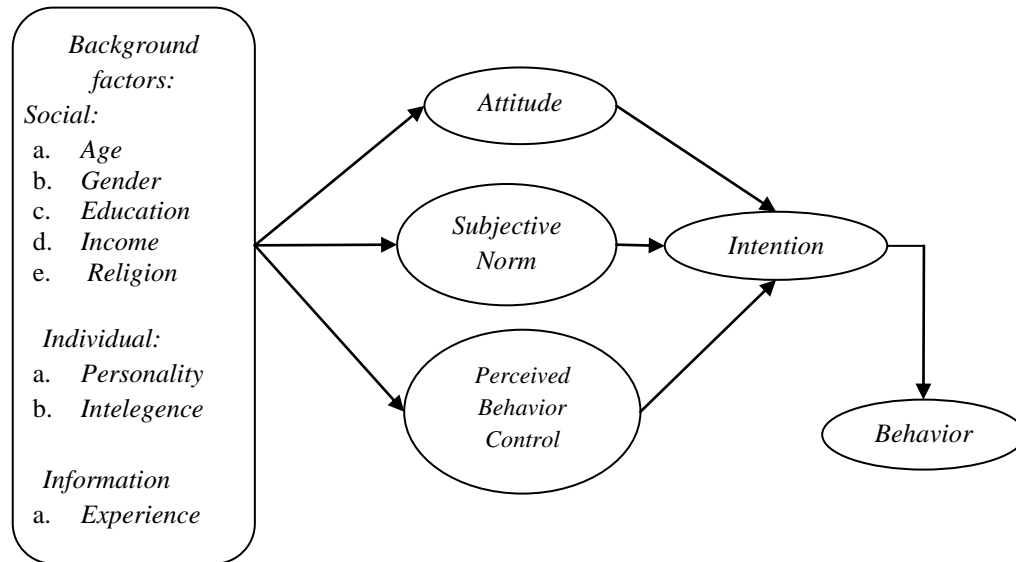 Background
factors:
Social:
a. Age
b. Gender
c. Education
d. Income
e. Religion
Individual:
a. Personality
b. Intelegence
Information
a. Experience
Attitude
Subjective
Norm
Perceived
Behavior
Control
Intention
Behavior